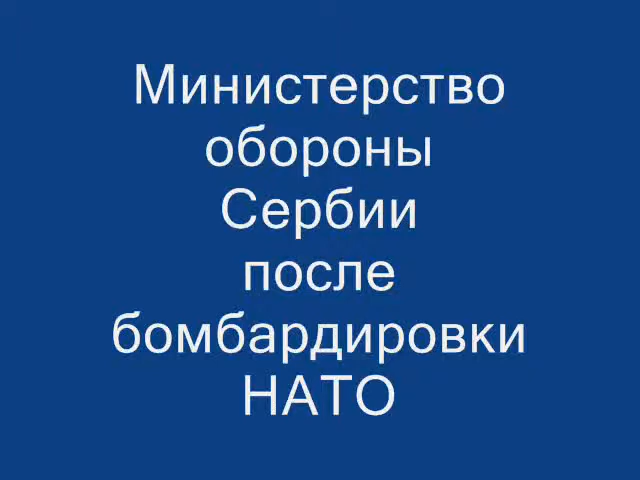 Министерство
обороны
Сербии
после
бомбардировки
НАТО